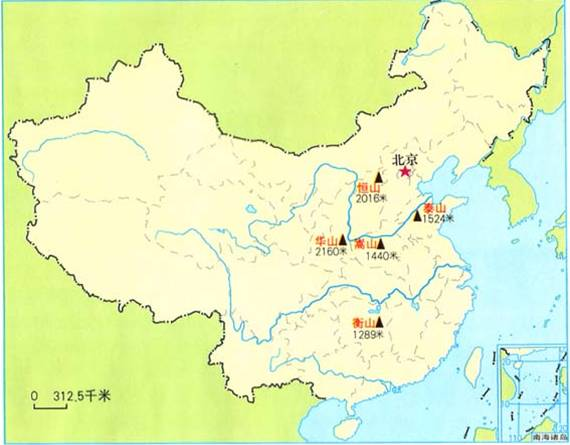 北京
恒山
2016米
泰山
1524米
华山
2160米
嵩山
1440米
衡山
1289米
0 312.5千米
南海诸岛